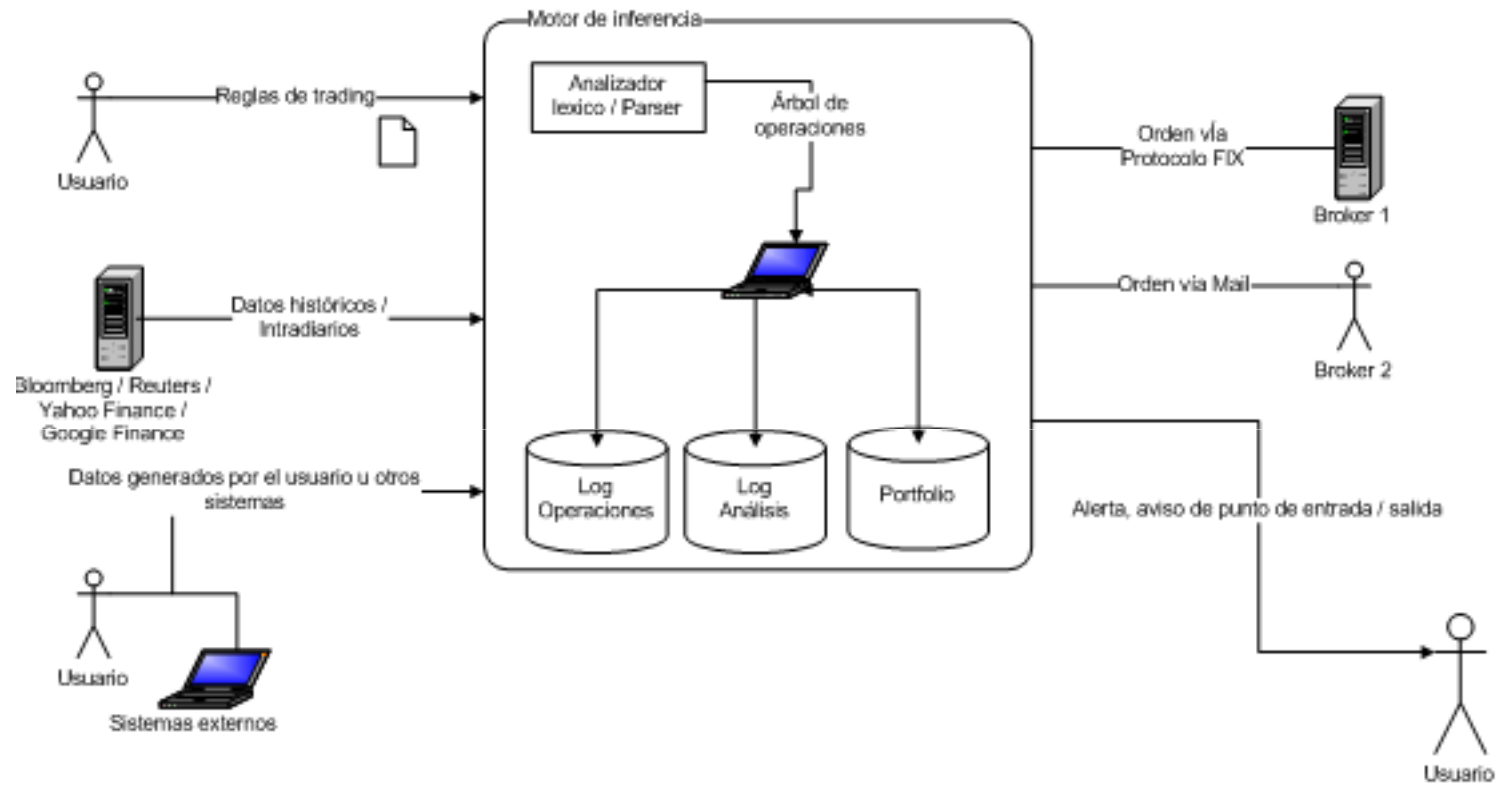 Motor de inferencia
Reglas de trading
Usuario
Analizador
lexico / Parser
Árbol de
operaciones
Orden vÍa
Protocolo FIX
Broker 1
Datos históricos /
Intradiarios
Bloomberg / Reuters /
Yahoo Finance /
Google Finance
Orden via Mail
Broker 2
Datos generados por el usuario u otros
sistemas
Log
Operaciones
Log
Análisis
Portfolio
Alerta, aviso de punto de entrada / salida
Usuario
Sistemas externos
Usuario